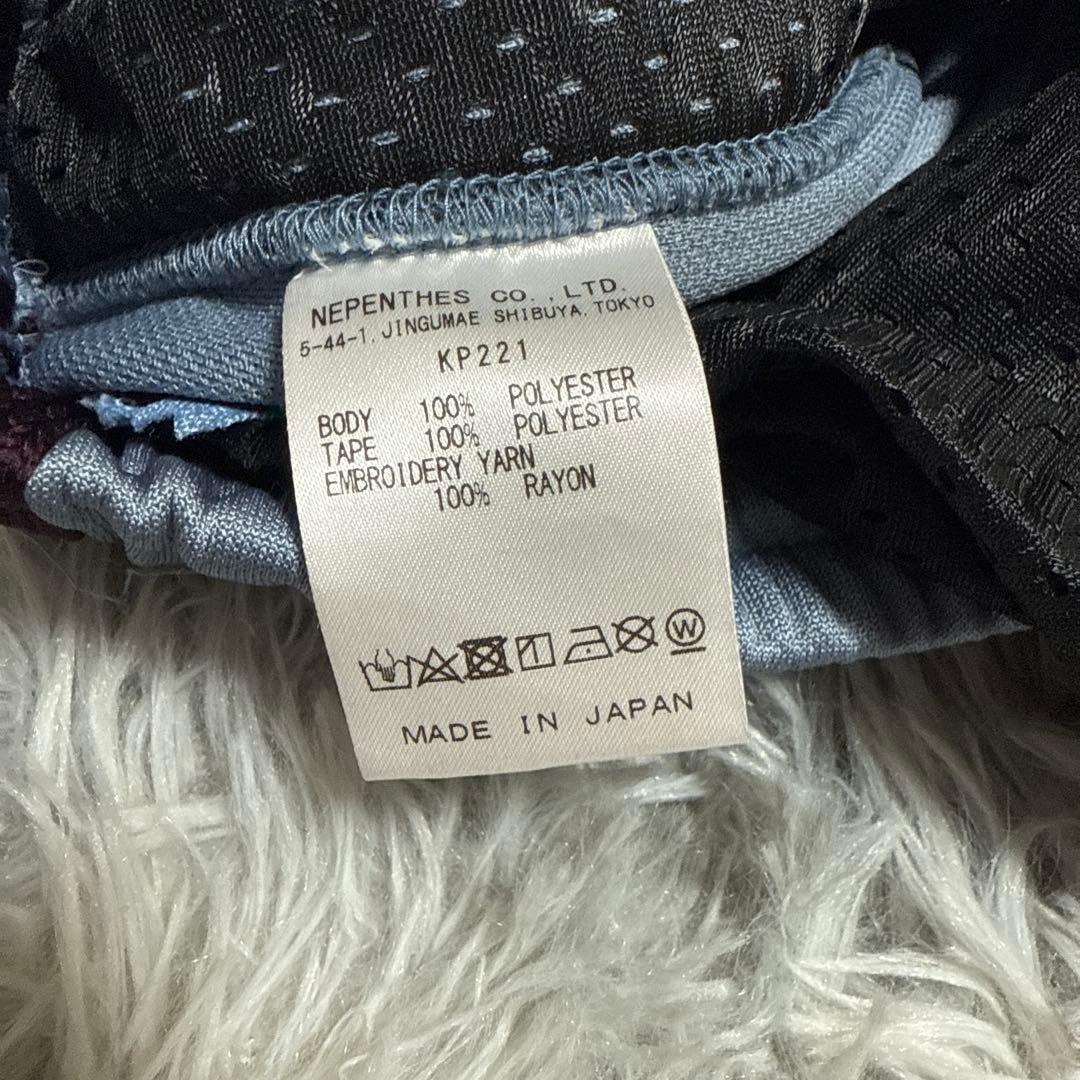 NEPENTHES CO.,LTD.
5-44-1, JINGUMAE SHIBUYA, TOKYO
KP221
BODY 100% POLYESTER
TAPE 100% POLYESTER
EMBROIDERY YARN
100% RAYON
W
MADE IN JAPAN